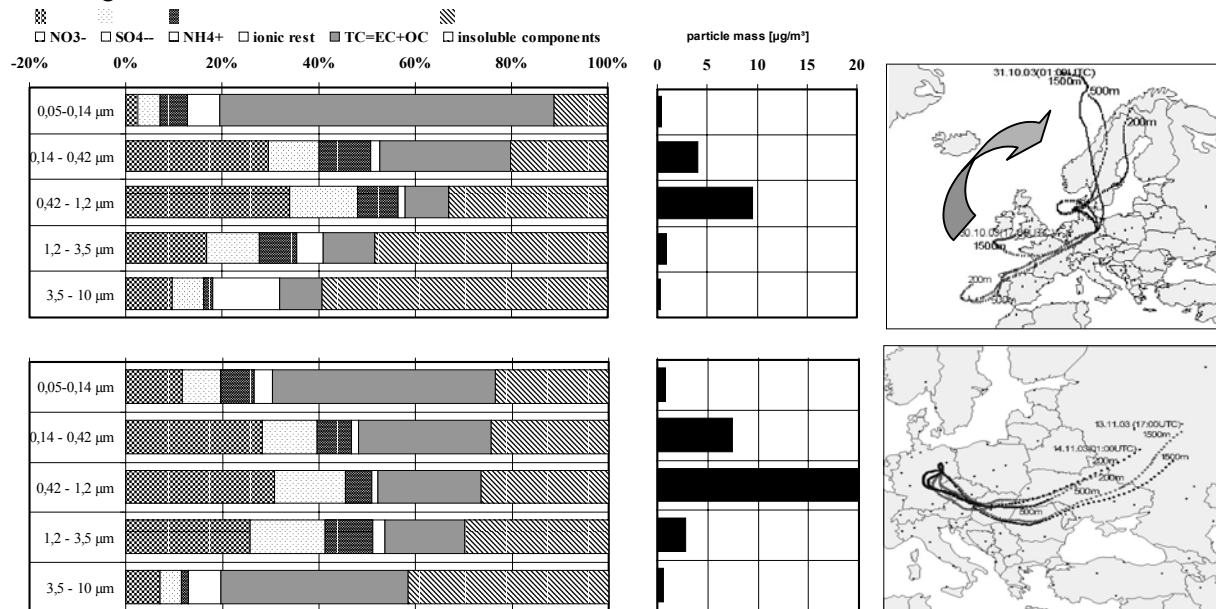 NO3- SO4-- NH4+ ionic rest TC=EC+OC insoluble components
particle mass [µg/m³]
-20% 0% 20% 40% 60% 80% 100%
0 5 10 15 20
0,05-0,14 µm
0,14 - 0,42 µm
0,42 - 1,2 µm
1,2 - 3,5 µm
3,5 - 10 µm
31.10.03(01:00UTC)
1500m
500m
200m
1500m
200m
500m
0,05-0,14 µm
0,14 - 0,42 µm
0,42 - 1,2 µm
1,2 - 3,5 µm
3,5 - 10 µm
13.11.03 (17:00UTC)
1500m
14.11.03(01:00UTC)
200m
1500m
200m
500m
500m